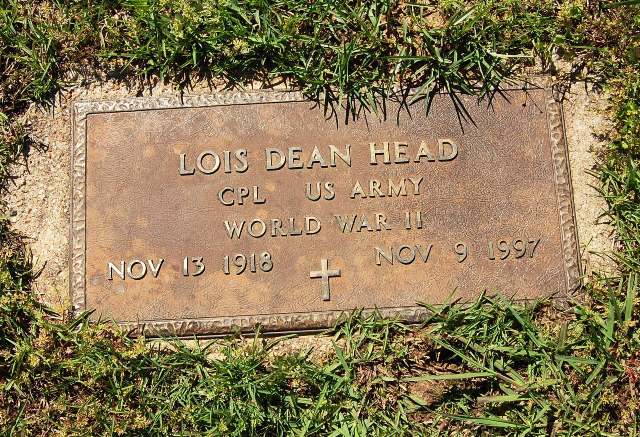 LOIS DEAN HEAD
CPL US ARMY
WORLD WAR II
NOV 13 1918 NOV 9 1997